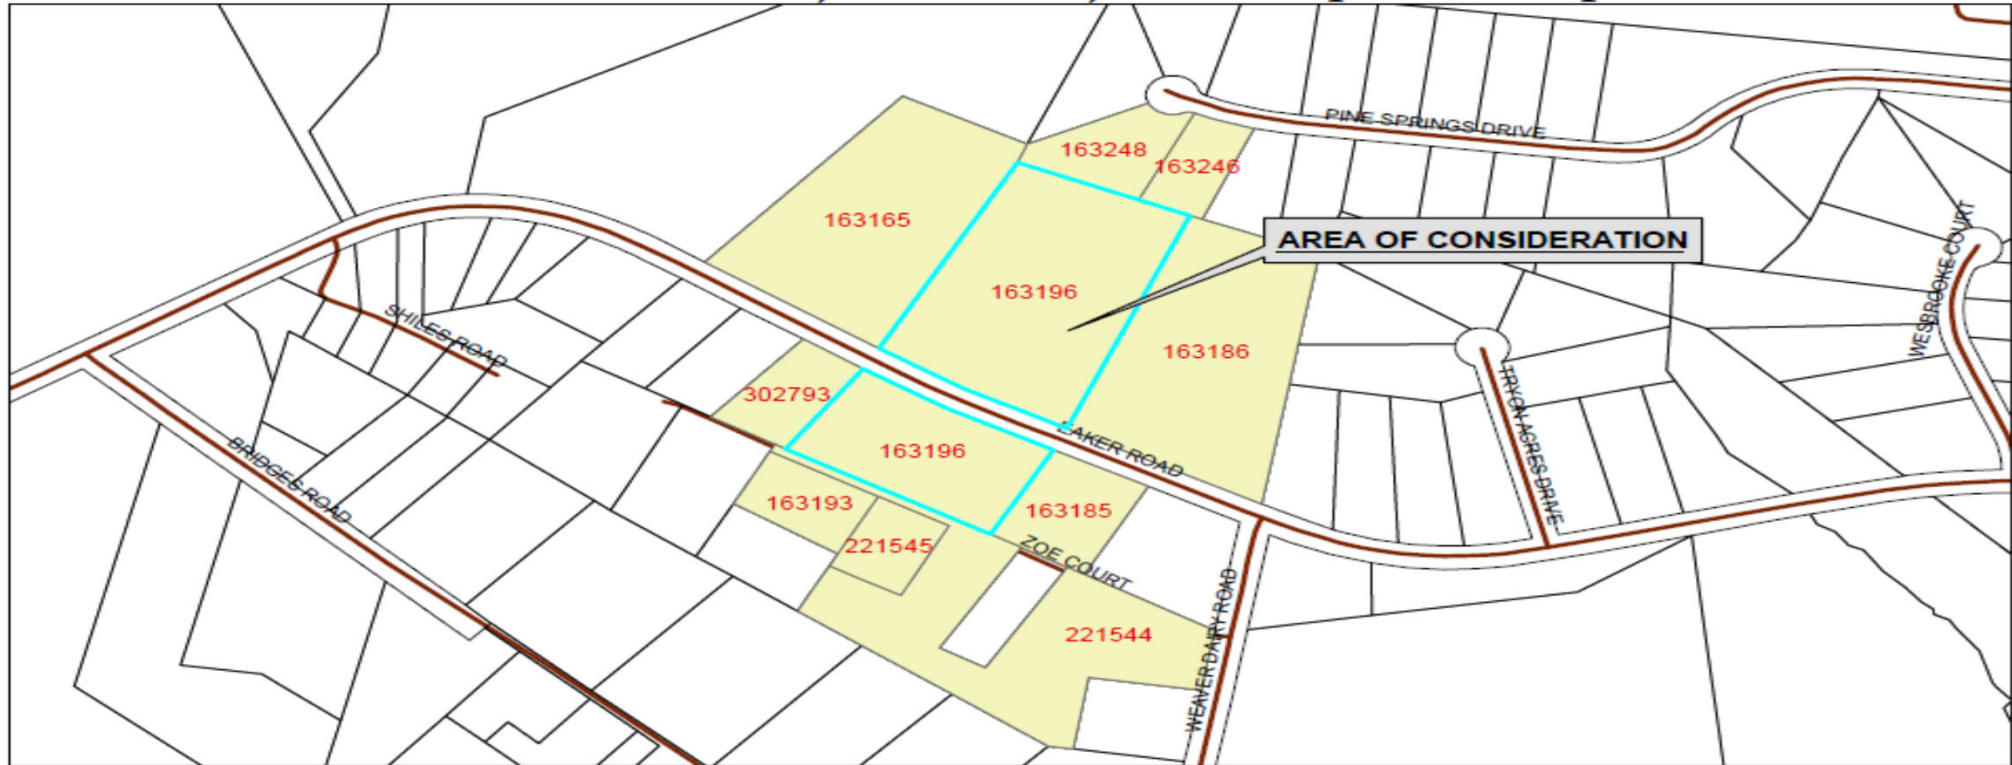 PINE SPRINGS DRIVE
163248
163246
163165
AREA OF CONSIDERATION
WESBROOKE COURT
163196
SHILES ROAD
163186
302793
TRYON ACRES DRIVE
EAKER ROAD
163196
BRIDGES ROAD
163193
163185
221545
ZOE COURT
221544
WEAVER DAIRY ROAD